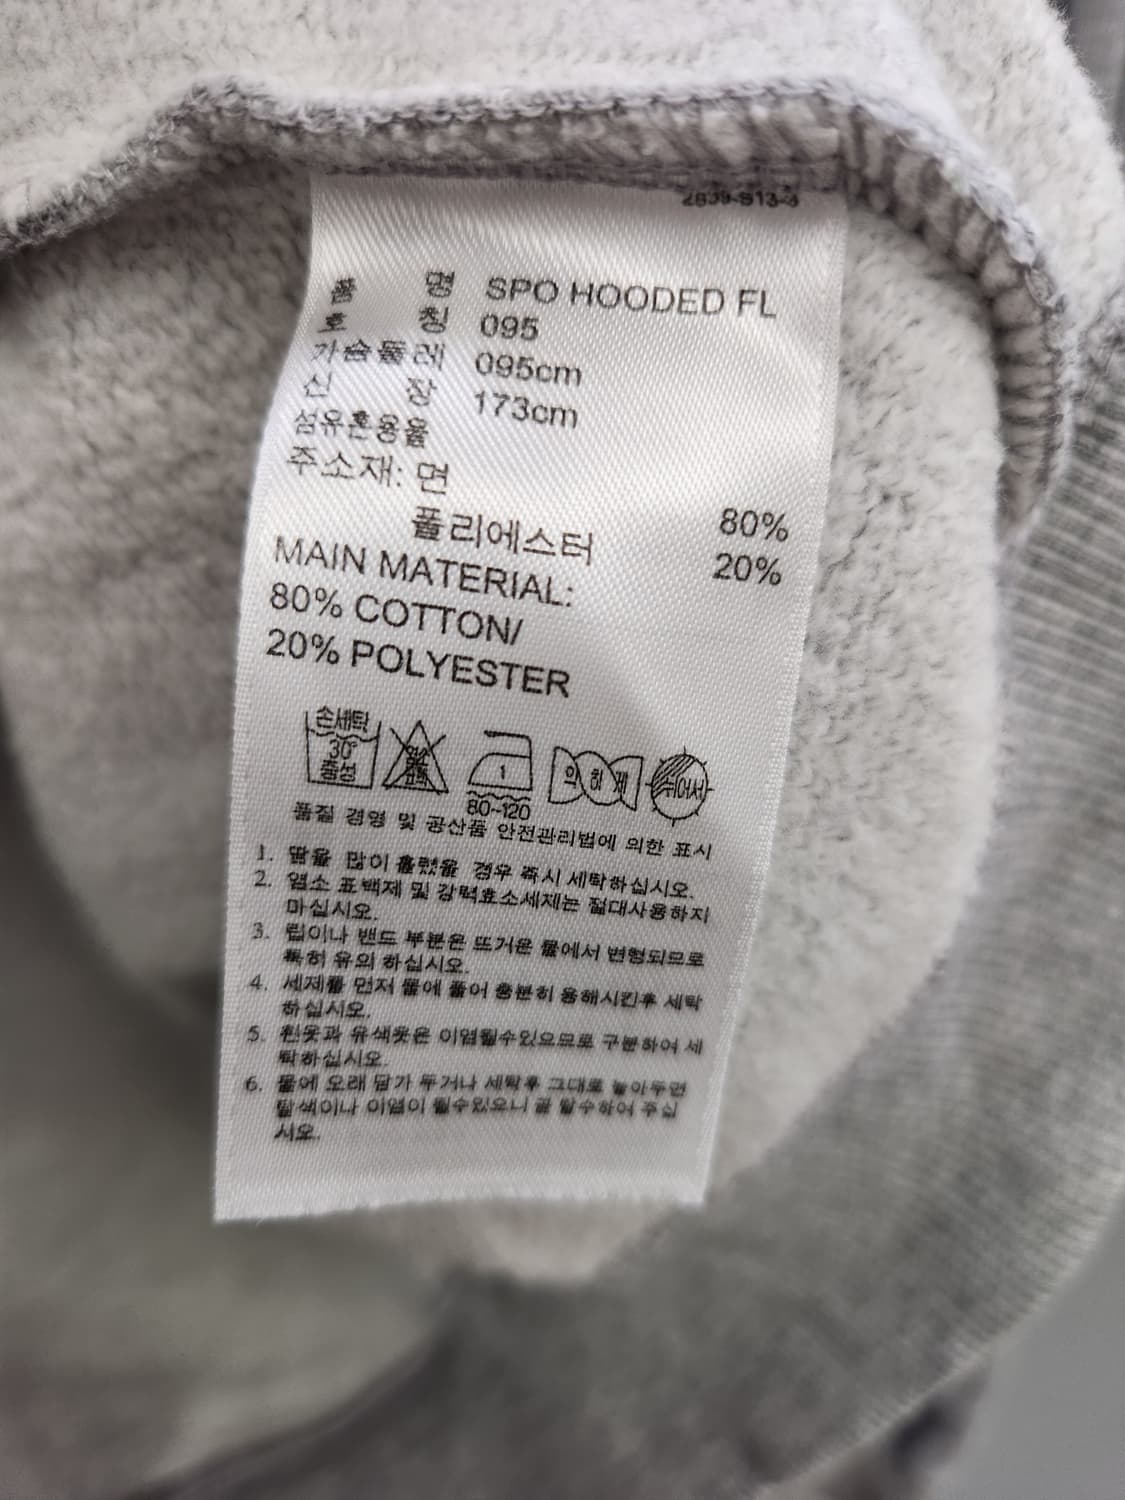 품 명 SPO HOODED FL
호 칭 095
가슴둘레 095cm
신 장 173cm
섬유혼용율
주소재: 면 80%
폴리에스터 20%
MAIN MATERIAL:
80% COTTON/
20% POLYESTER
손세탁
30° 중성
1
80~120
약하게
뉘어서
품질 경영 및 공산품 안전관리법에 의한 표시
1. 땀을 많이 흘렸을 경우 즉시 세탁하십시오.
2. 염소 표백제 및 강력효소세제는 절대사용하지
마십시오.
3. 립이나 밴드 부분은 뜨거운 물에서 변형되므로
특히 유의 하십시오.
4. 세제를 먼저 물에 풀어 충분히 용해시킨후 세탁
하십시오.
5. 흰옷과 유색옷은 이염될수있으므로 구분하여 세
탁하십시오.
6. 물에 오래 담가 두거나 세탁후 그대로 놓아두면
탈색이나 이염이 될수있으니 곧 탈수하여 주십
시오.